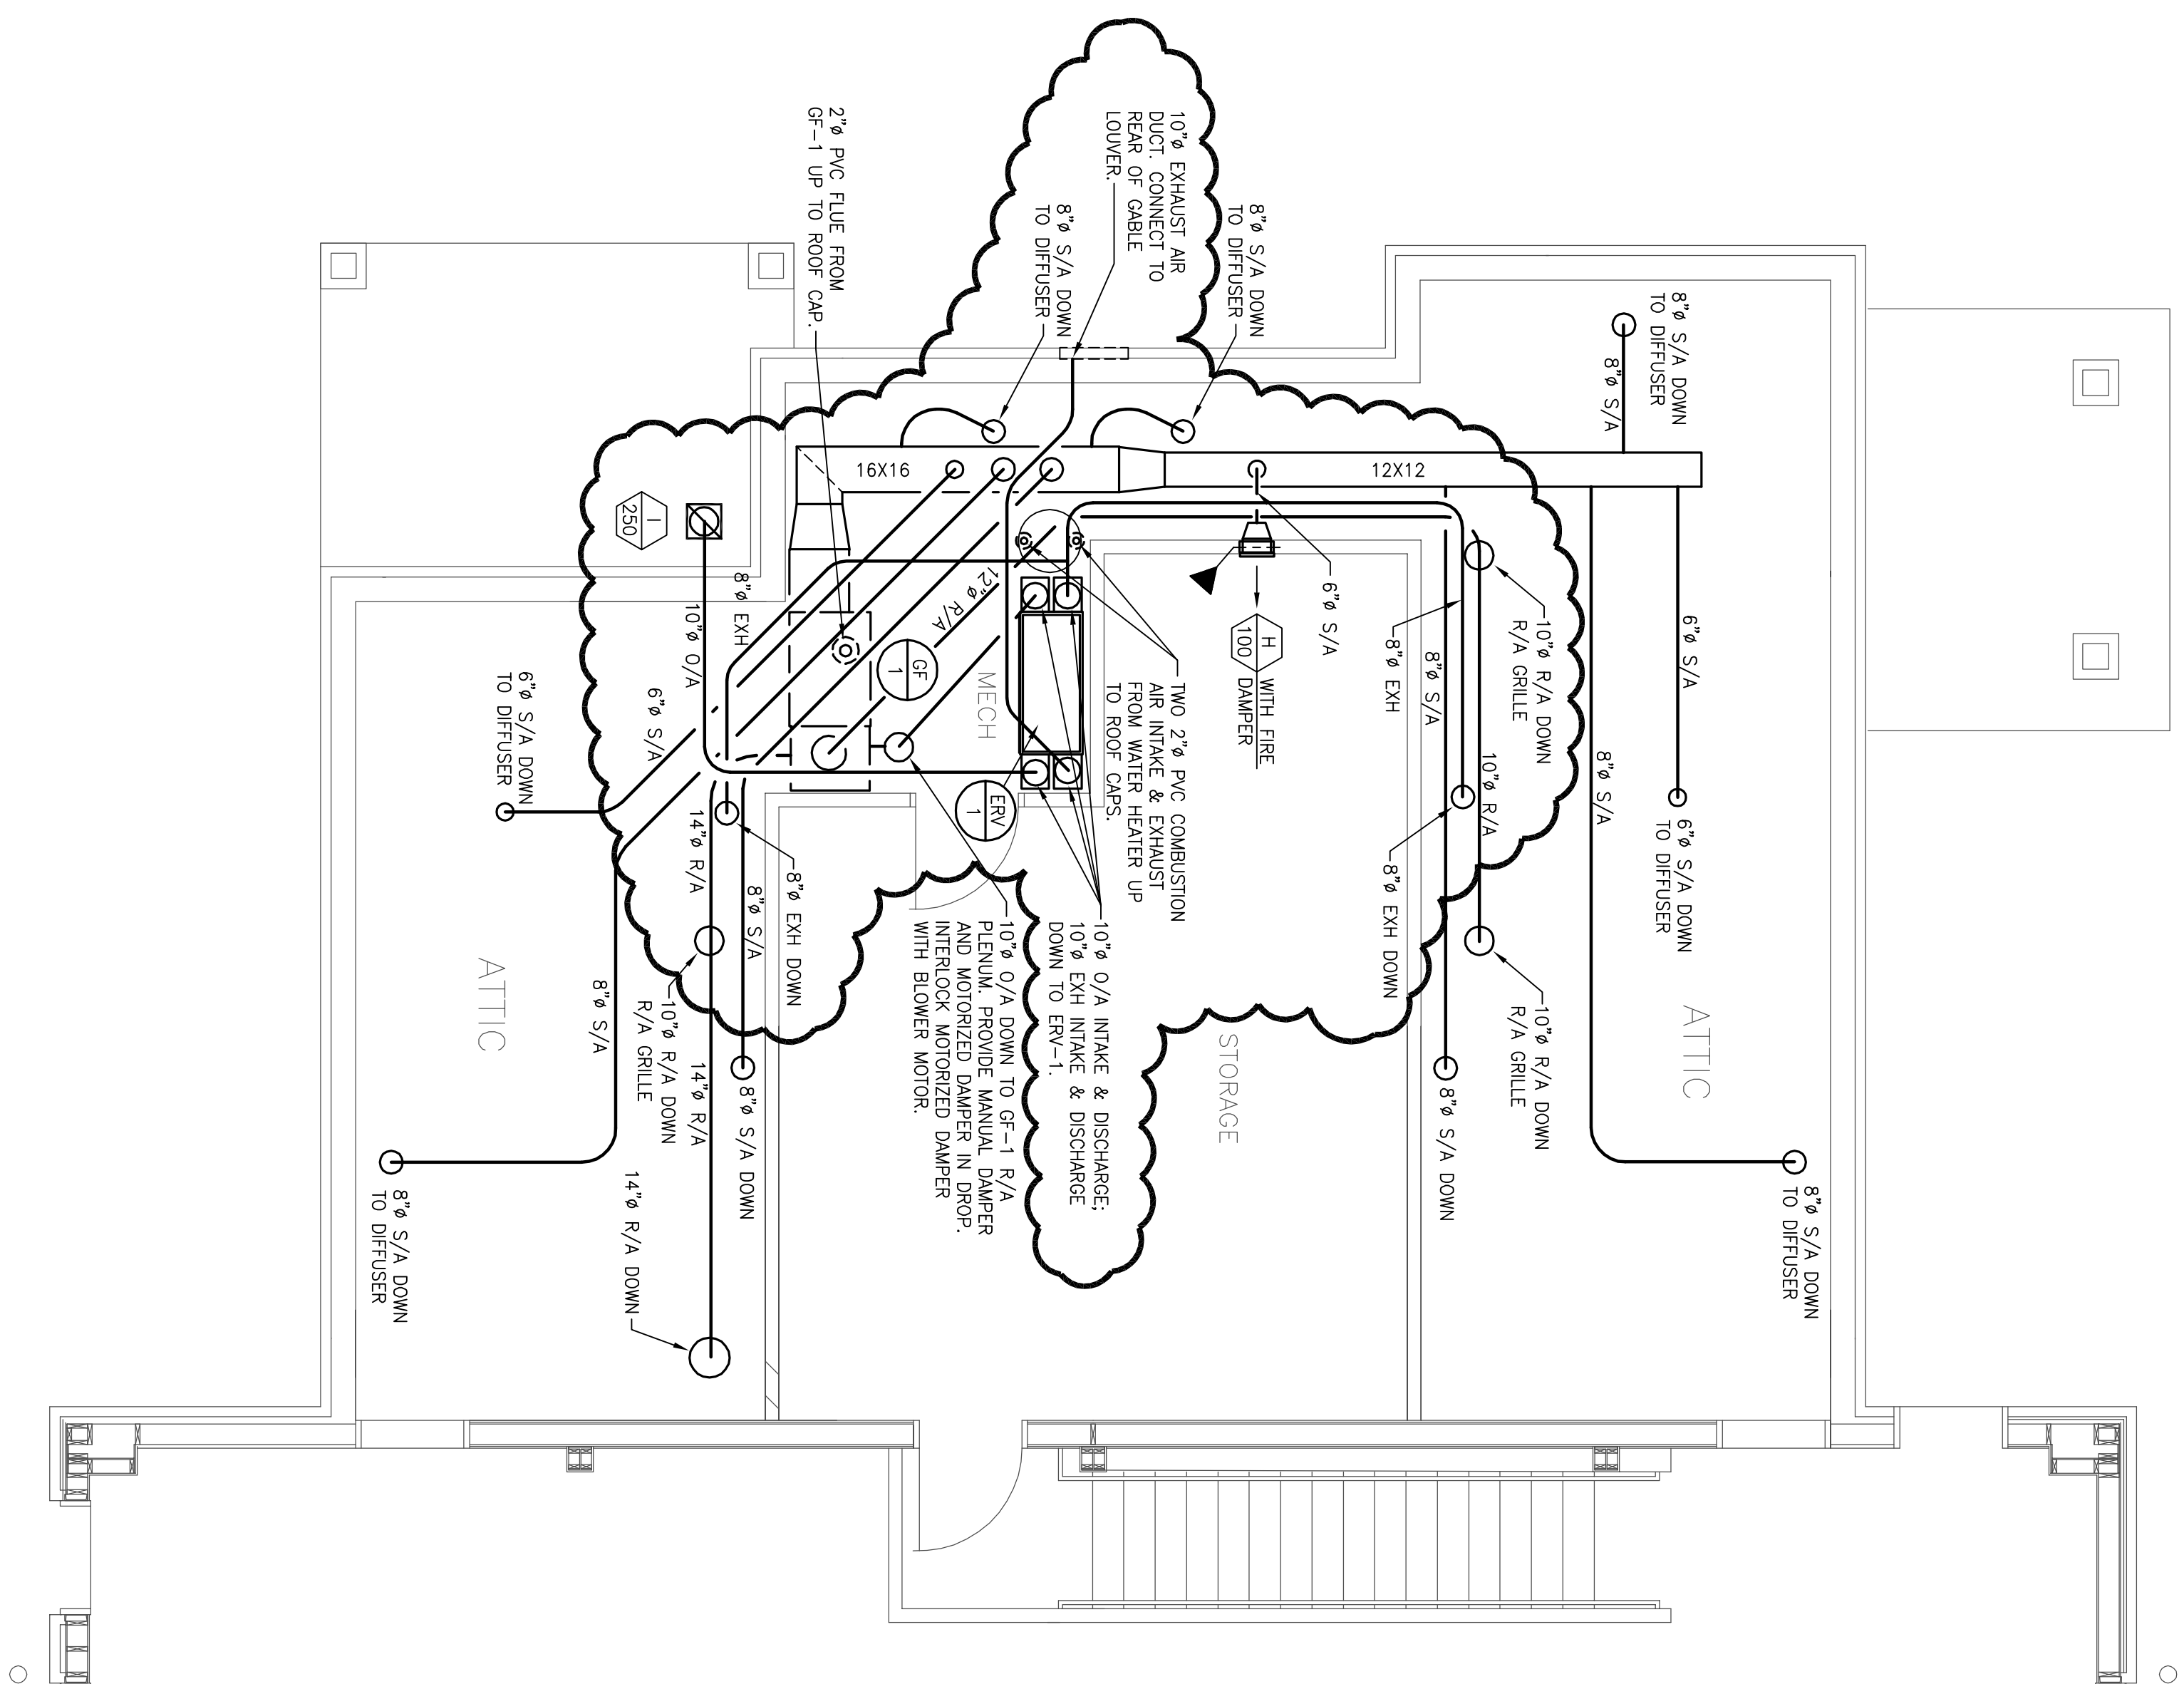 10"ø EXHAUST AIR
DUCT. CONNECT TO
REAR OF GABLE
LOUVER.
2"ø PVC FLUE FROM
GF-1 UP TO ROOF CAP.
8"ø S/A DOWN
TO DIFFUSER
8"ø S/A DOWN
TO DIFFUSER
8"ø S/A DOWN
TO DIFFUSER
8"ø S/A
16X16
12X12
I
250
8"ø EXH
10"ø O/A
12"ø R/A
GF
1
MECH
6"ø S/A
H
100
WITH FIRE
DAMPER
8"ø EXH
8"ø S/A
10"ø R/A DOWN
R/A GRILLE
6"ø S/A
10"ø R/A
8"ø S/A
6"ø S/A DOWN
TO DIFFUSER
6"ø S/A DOWN
TO DIFFUSER
6"ø S/A
TWO 2"ø PVC COMBUSTION
AIR INTAKE & EXHAUST
FROM WATER HEATER UP
TO ROOF CAPS.
ERV
1
14"ø R/A
8"ø EXH DOWN
8"ø S/A
8"ø EXH DOWN
10"ø O/A INTAKE & DISCHARGE;
10"ø EXH INTAKE & DISCHARGE
DOWN TO ERV-1.
10"ø O/A DOWN TO GF-1 R/A
PLENUM. PROVIDE MANUAL DAMPER
AND MOTORIZED DAMPER IN DROP.
INTERLOCK MOTORIZED DAMPER
WITH BLOWER MOTOR.
ATTIC
8"ø S/A
10"ø R/A DOWN
R/A GRILLE
14"ø R/A
8"ø S/A DOWN
STORAGE
8"ø S/A DOWN
10"ø R/A DOWN
R/A GRILLE
ATTIC
14"ø R/A DOWN
8"ø S/A DOWN
TO DIFFUSER
8"ø S/A DOWN
TO DIFFUSER